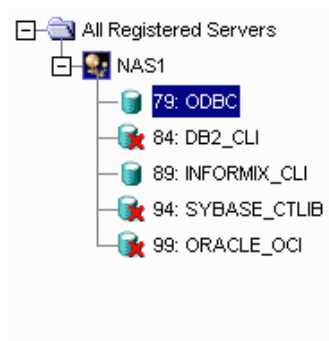 All Registered Servers
NAS1
79: ODBC
84: DB2_CLI
89: INFORMIX_CLI
94: SYBASE_CTLIB
99: ORACLE_OCI